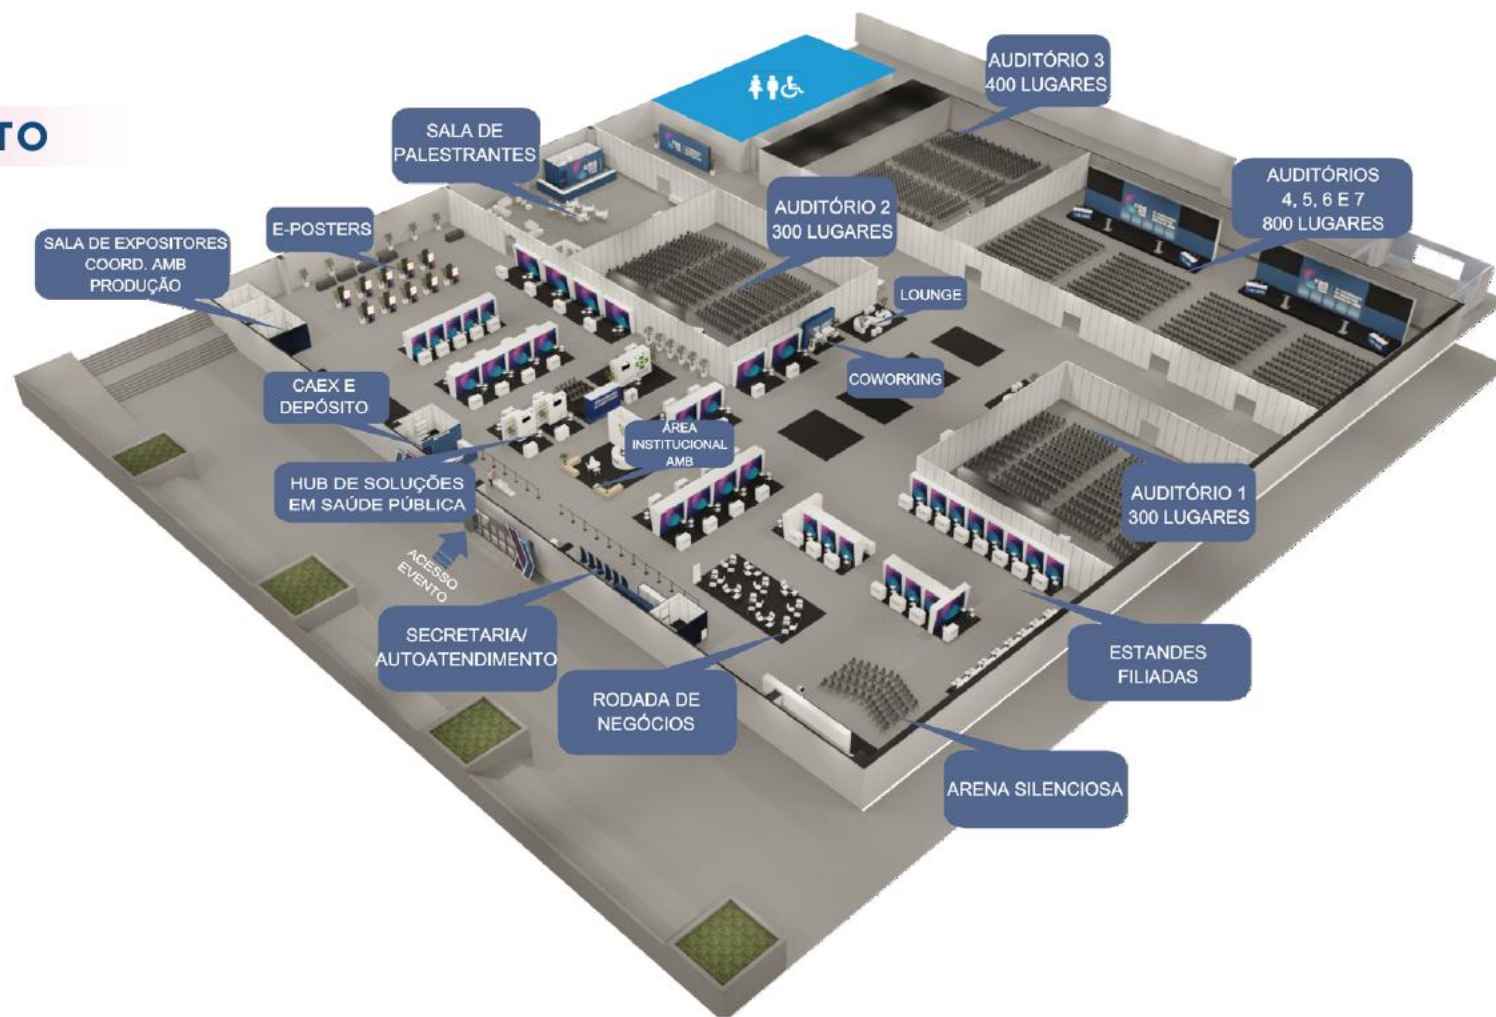 TO
AUDITÓRIO 3
400 LUGARES
SALA DE
PALESTRANTES
AUDITÓRIOS
4, 5, 6 E 7
800 LUGARES
AUDITÓRIO 2
300 LUGARES
E-POSTERS
SALA DE EXPOSITORES
COORD. AMB
PRODUÇÃO
LOUNGE
COWORKING
CAEX E
DEPÓSITO
ÁREA
INSTITUCIONAL
AMB
HUB DE SOLUÇÕES
EM SAÚDE PÚBLICA
AUDITÓRIO 1
300 LUGARES
ACESSO
EVENTO
SECRETARIA/
AUTOATENDIMENTO
ESTANDES
FILIADAS
RODADA DE
NEGÓCIOS
ARENA SILENCIOSA